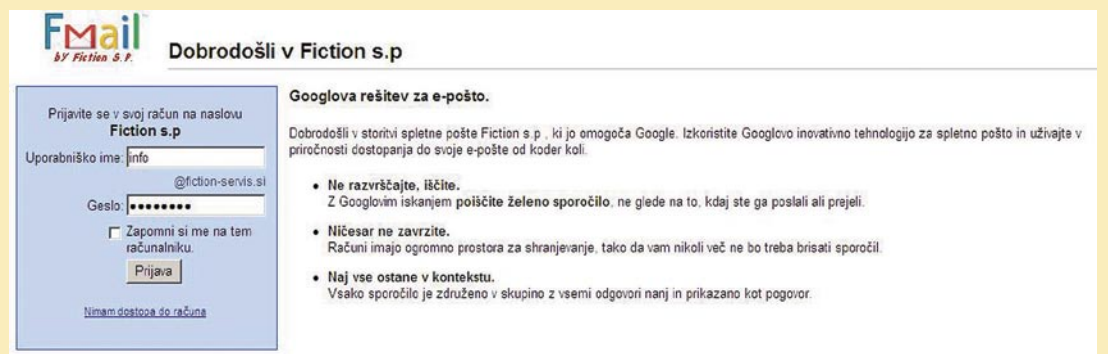 FMail
by Fiction S.P.
Dobrodošli v Fiction s.p
Prijavite se v svoj račun na naslovu
Fiction s.p
Uporabniško ime: info
@fiction-servis.si
Geslo: ••••••••
Zapomni si me na tem
računalniku.
Prijava
Nimam dostopa do računa
Googlova rešitev za e-pošto.
Dobrodošli v storitvi spletne pošte Fiction s.p , ki jo omogoča Google. Izkoristite Googlovo inovativno tehnologijo za spletno pošto in uživajte v
priročnosti dostopanja do svoje e-pošte od koder koli.
• Ne razvrščajte, iščite.
Z Googlovim iskanjem poiščite želeno sporočilo, ne glede na to, kdaj ste ga poslali ali prejeli.
• Ničesar ne zavrzite.
Računi imajo ogromno prostora za shranjevanje, tako da vam nikoli več ne bo treba brisati sporočil.
• Naj vse ostane v kontekstu.
Vsako sporočilo je združeno v skupino z vsemi odgovori nanj in prikazano kot pogovor.